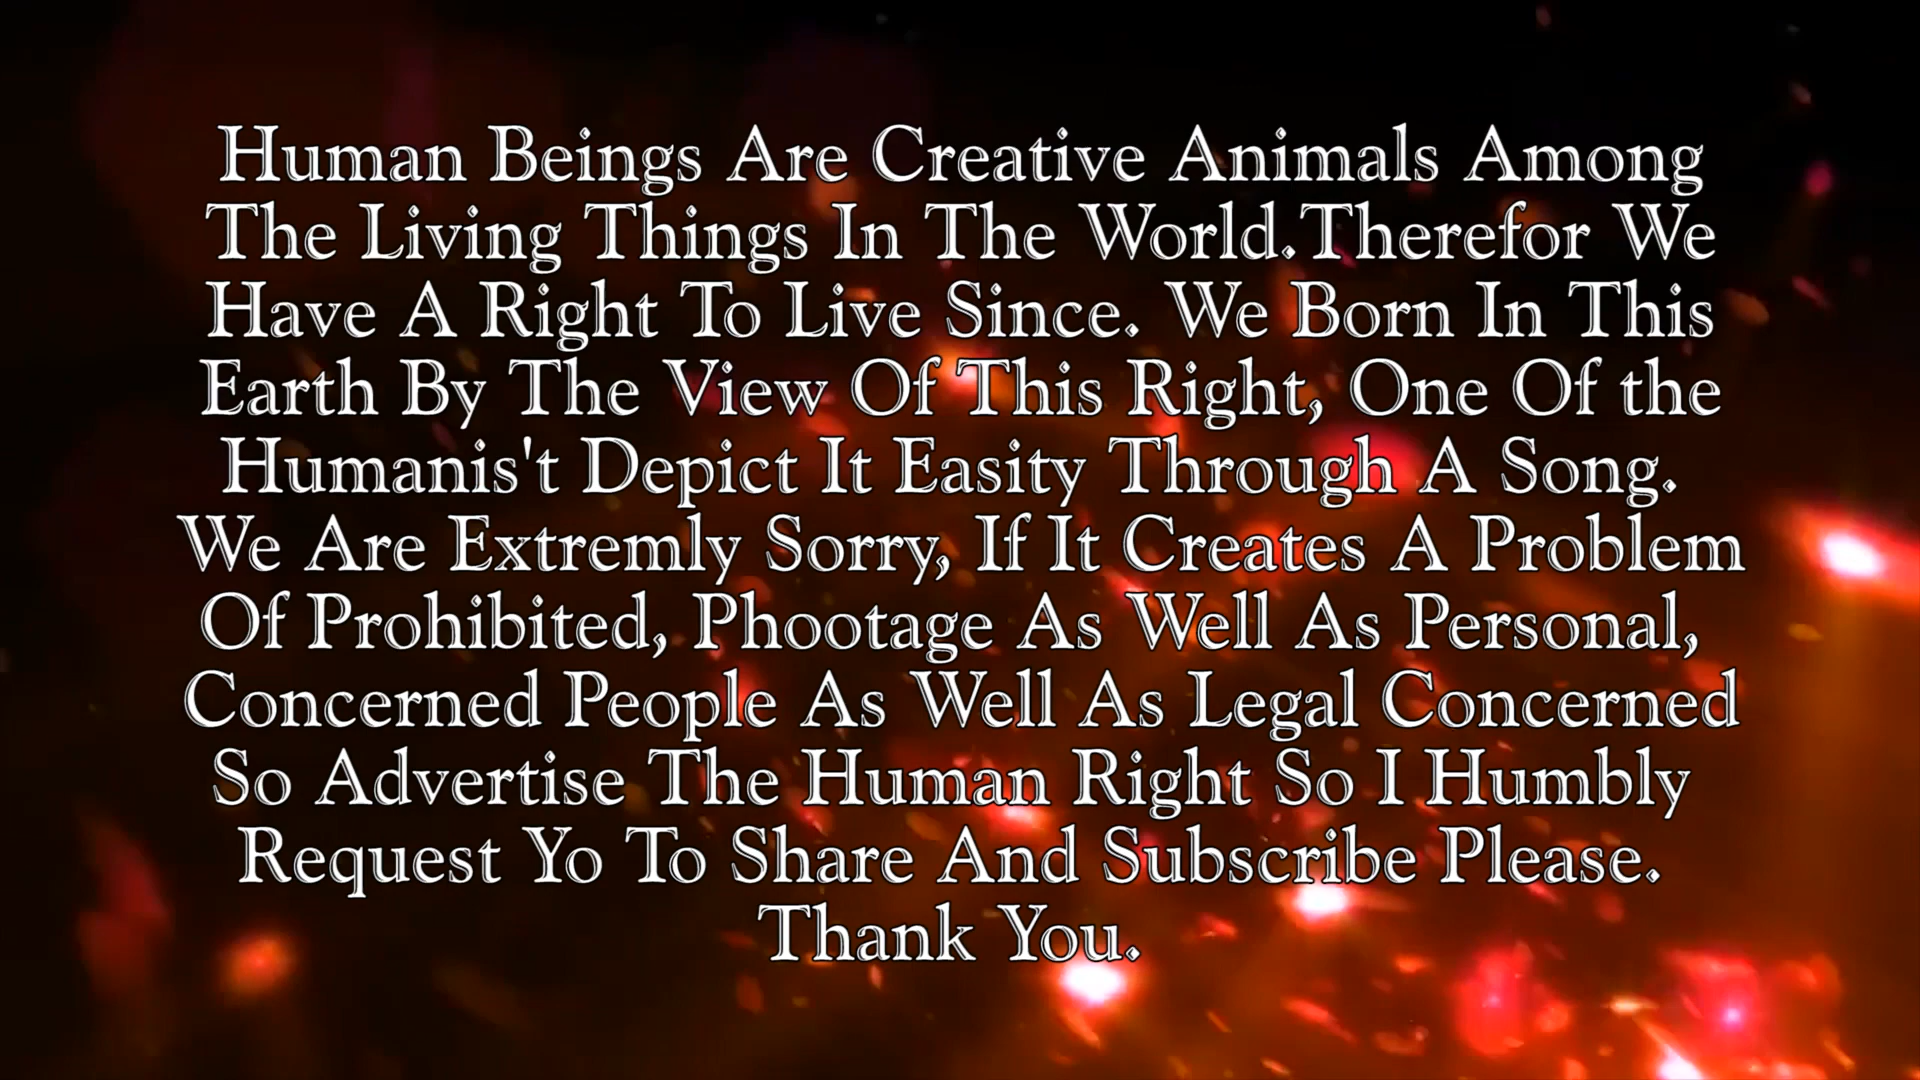 Human Beings Are Creative Animals Among
The Living Things In The World.Therefor We
Have A Right To Live Since. We Born In This
Earth By The View Of This Right, One Of the
Humanis't Depict It Easity Through A Song.
We Are Extremly Sorry, If It Creates A Problem
Of Prohibited, Phootage As Well As Personal,
Concerned People As Well As Legal Concerned
So Advertise The Human Right So I Humbly
Request Yo To Share And Subscribe Please.
Thank You.